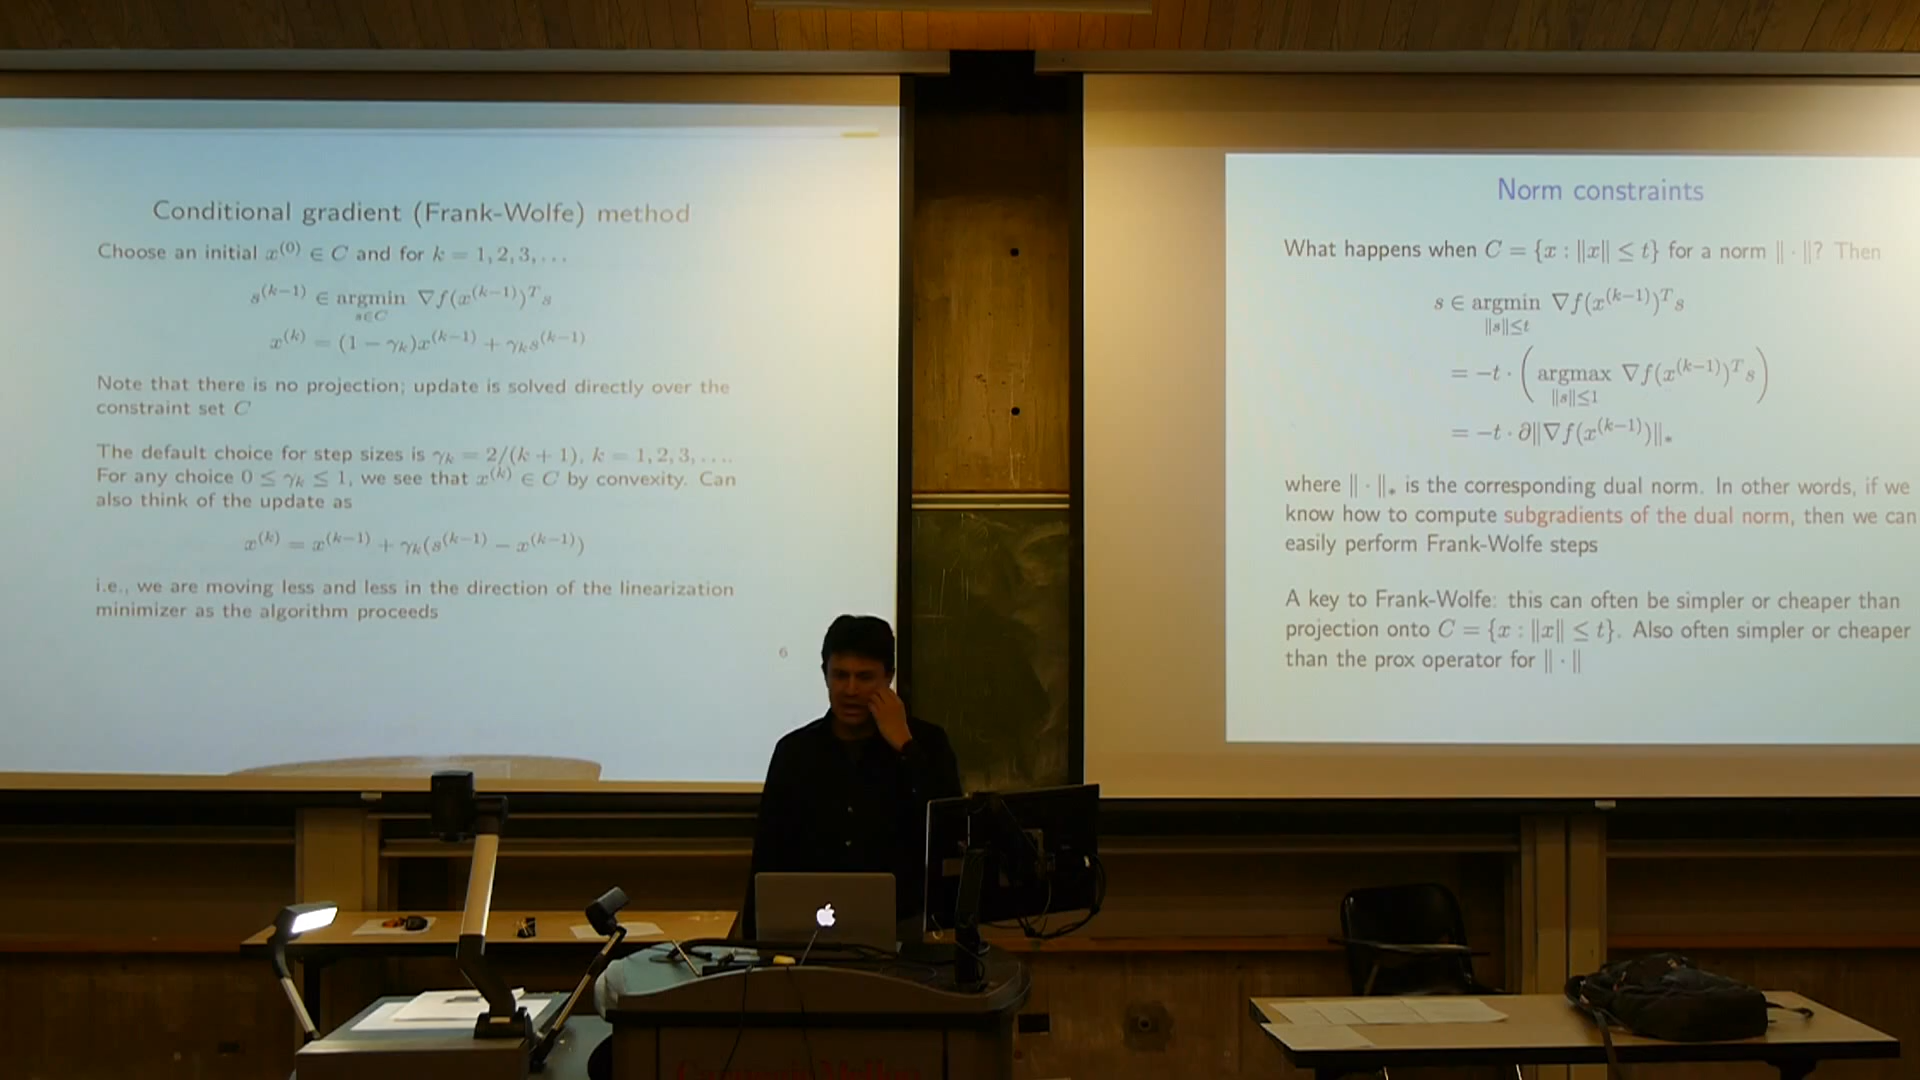 Conditional gradient (Frank-Wolfe) method
Choose an initial x^{(0)} ∈ C and for k = 1, 2, 3, . . .
s^{(k−1)} ∈ argmin ∇f(x^{(k−1)})^T s
s∈C
x^{(k)} = (1 − γ_k)x^{(k−1)} + γ_k s^{(k−1)}
Note that there is no projection; update is solved directly over the
constraint set C
The default choice for step sizes is γ_k = 2/(k + 1), k = 1, 2, 3, . . ..
For any choice 0 ≤ γ_k ≤ 1, we see that x^{(k)} ∈ C by convexity. Can
also think of the update as
x^{(k)} = x^{(k−1)} + γ_k(s^{(k−1)} − x^{(k−1)})
i.e., we are moving less and less in the direction of the linearization
minimizer as the algorithm proceeds
6
Norm constraints
What happens when C = {x : ‖x‖ ≤ t} for a norm ‖ · ‖? Then
s ∈ argmin ∇f(x^{(k−1)})^T s
‖s‖≤t
= −t · ( argmax ∇f(x^{(k−1)})^T s )
‖s‖≤1
= −t · ∂‖∇f(x^{(k−1)})‖_*
where ‖ · ‖_* is the corresponding dual norm. In other words, if we
know how to compute subgradients of the dual norm, then we can
easily perform Frank-Wolfe steps
A key to Frank-Wolfe: this can often be simpler or cheaper than
projection onto C = {x : ‖x‖ ≤ t}. Also often simpler or cheaper
than the prox operator for ‖ · ‖
Carnegie Mellon